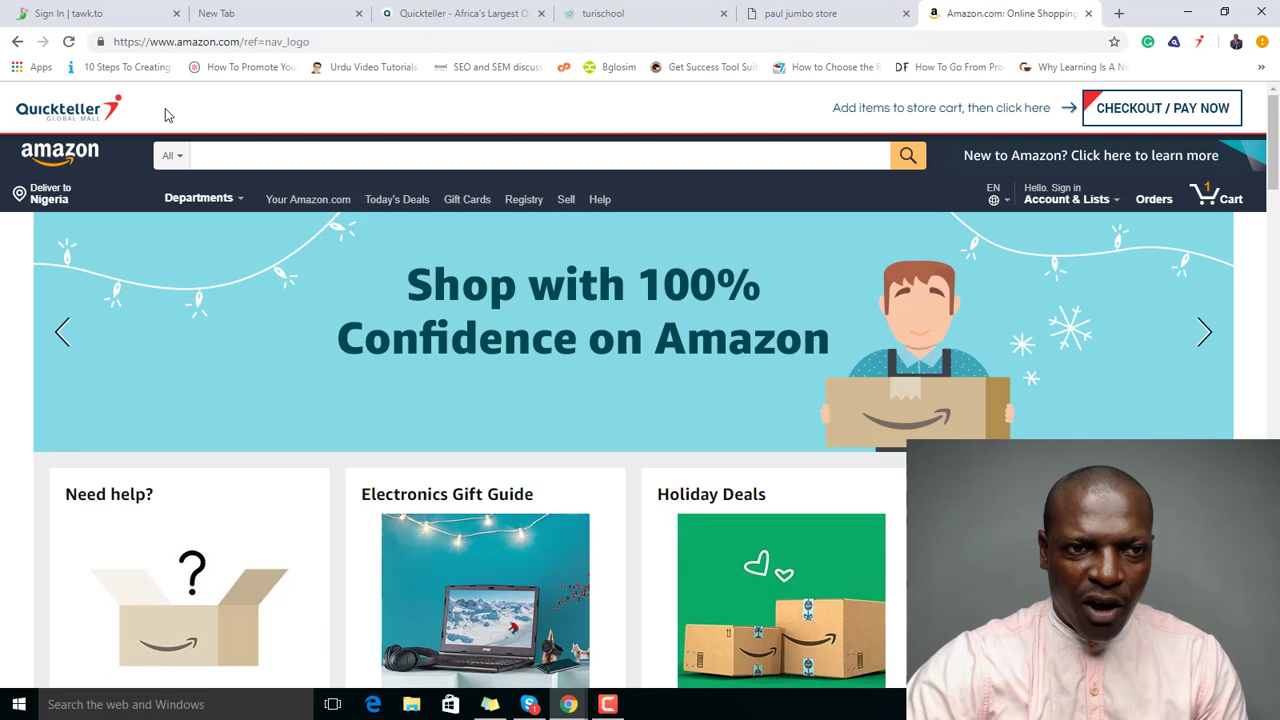 Sign In | tawk.to
New Tab
Quickteller - Africa's Largest O
turischool
paul jumbo store
Amazon.com: Online Shopping
https://www.amazon.com/ref=nav_logo
Apps
10 Steps To Creating
How To Promote You
Urdu Video Tutorials
SEO and SEM discuss
Bglosim
Get Success Tool Suit
How to Choose the R
DF How To Go From Pro
Why Learning Is A Ne
»
Quickteller
GLOBAL MALL
Add items to store cart, then click here
CHECKOUT / PAY NOW
amazon
All
New to Amazon? Click here to learn more
Deliver to
Nigeria
Departments
Your Amazon.com
Today's Deals
Gift Cards
Registry
Sell
Help
EN
Hello. Sign in
Account & Lists
Orders
1
Cart
Shop with 100%
Confidence on Amazon
Need help?
Electronics Gift Guide
Holiday Deals
?
Search the web and Windows